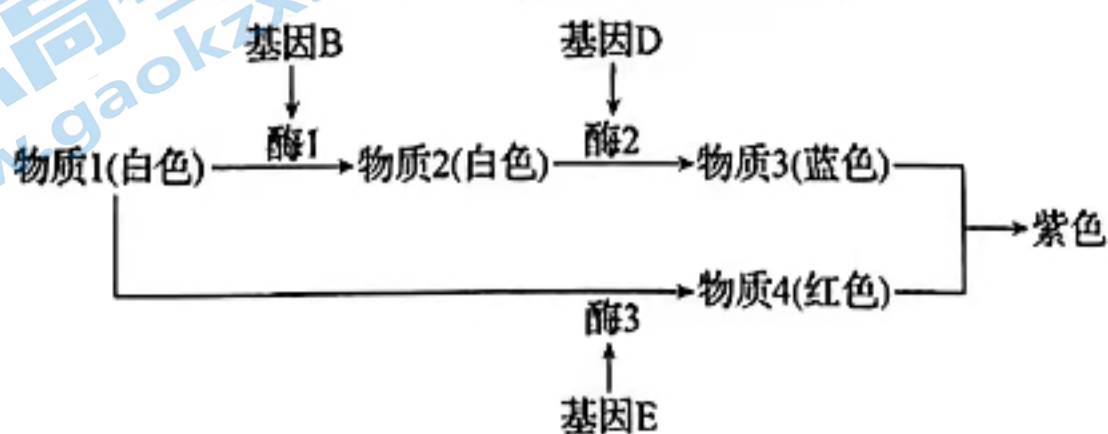 基因B 基因D
酶1 酶2
物质1(白色) 物质2(白色) 物质3(蓝色)
紫色
物质4(红色)
酶3
基因E